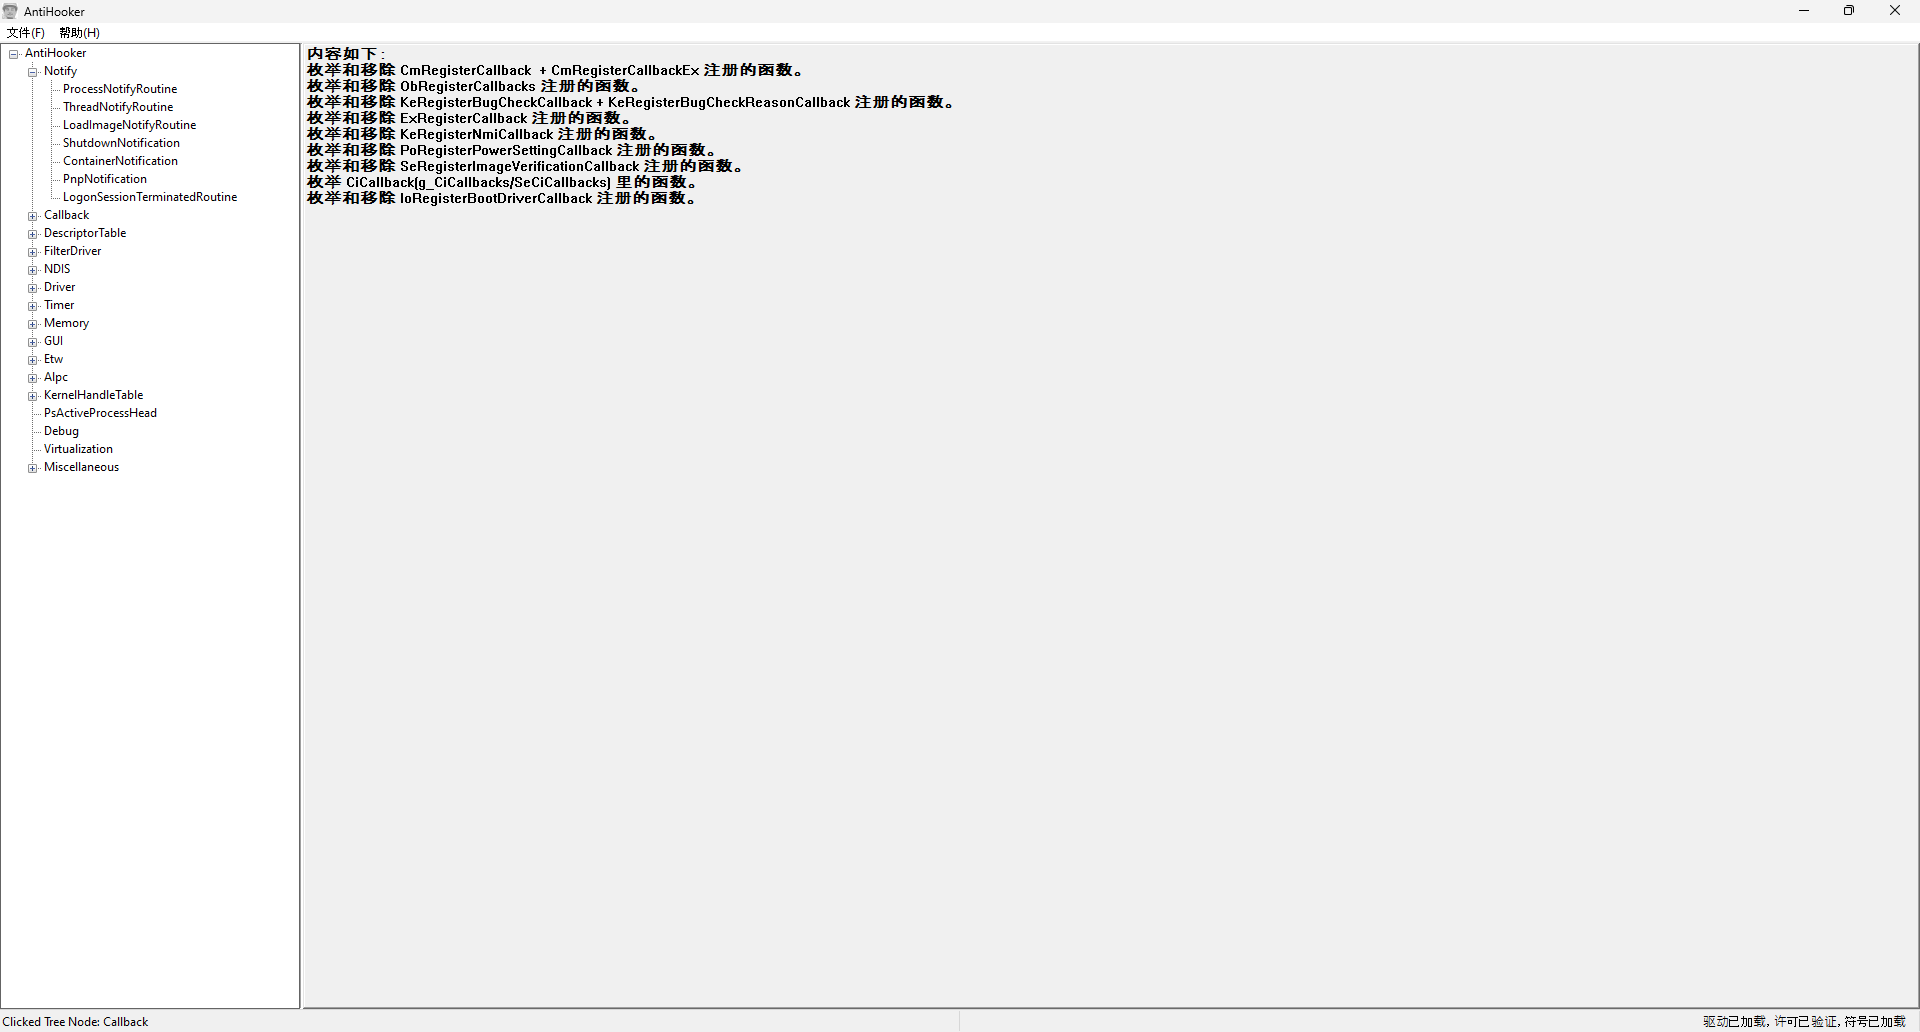 AntiHooker
文件(F) 帮助(H)
AntiHooker
Notify
ProcessNotifyRoutine
ThreadNotifyRoutine
LoadImageNotifyRoutine
ShutdownNotification
ContainerNotification
PnpNotification
LogonSessionTerminatedRoutine
Callback
DescriptorTable
FilterDriver
NDIS
Driver
Timer
Memory
GUI
Etw
Alpc
KernelHandleTable
PsActiveProcessHead
Debug
Virtualization
Miscellaneous
内容如下:
枚举和移除 CmRegisterCallback + CmRegisterCallbackEx 注册的函数。
枚举和移除 ObRegisterCallbacks 注册的函数。
枚举和移除 KeRegisterBugCheckCallback + KeRegisterBugCheckReasonCallback 注册的函数。
枚举和移除 ExRegisterCallback 注册的函数。
枚举和移除 KeRegisterNmiCallback 注册的函数。
枚举和移除 PoRegisterPowerSettingCallback 注册的函数。
枚举和移除 SeRegisterImageVerificationCallback 注册的函数。
枚举 CiCallback(g_CiCallbacks/SeCiCallbacks) 里的函数。
枚举和移除 IoRegisterBootDriverCallback 注册的函数。
Clicked Tree Node: Callback
驱动已加载, 许可已验证, 符号已加载